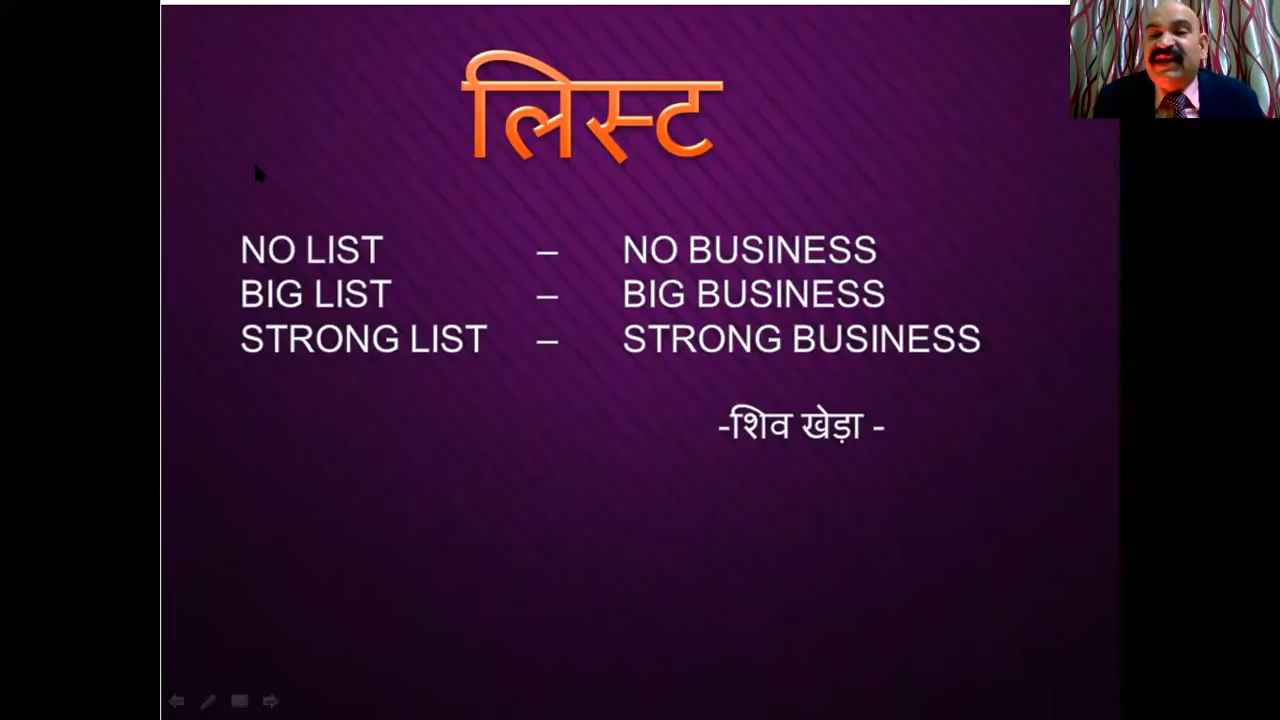 लिस्ट
NO LIST – NO BUSINESS
BIG LIST – BIG BUSINESS
STRONG LIST – STRONG BUSINESS
-शिव खेड़ा -